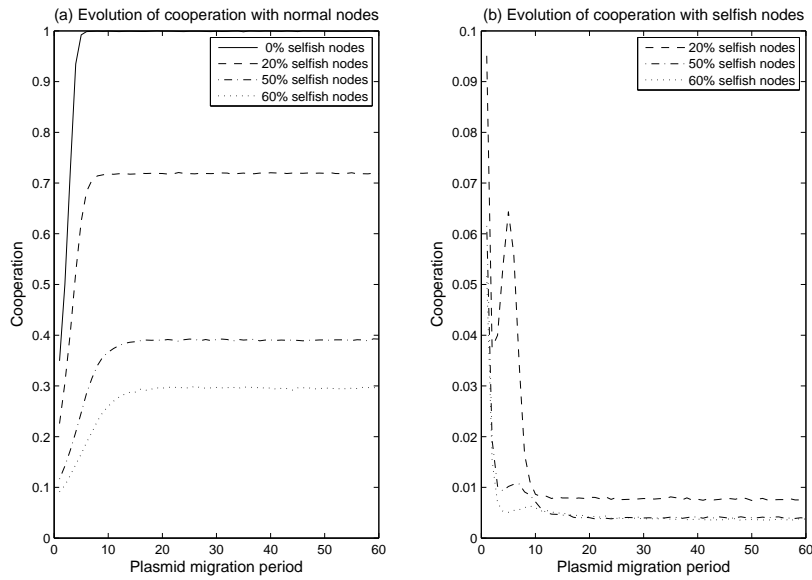 (a) Evolution of cooperation with normal nodes
1
0.9
0.8
0.7
0.6
0.5
0.4
0.3
0.2
0.1
0
Cooperation
0% selfish nodes
20% selfish nodes
50% selfish nodes
60% selfish nodes
0 10 20 30 40 50 60
Plasmid migration period
(b) Evolution of cooperation with selfish nodes
0.1
0.09
0.08
0.07
0.06
0.05
0.04
0.03
0.02
0.01
0
Cooperation
20% selfish nodes
50% selfish nodes
60% selfish nodes
0 10 20 30 40 50 60
Plasmid migration period